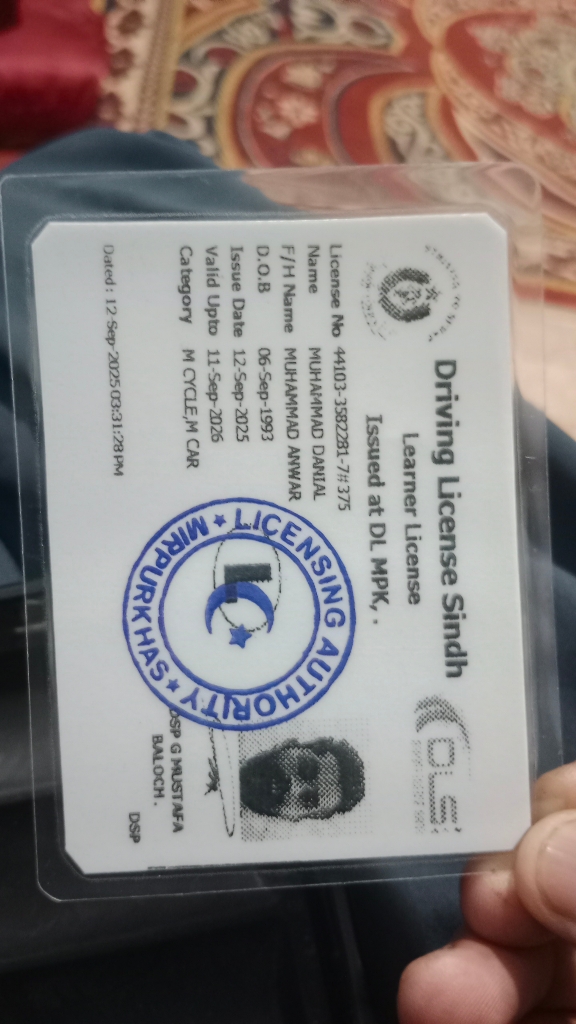 Driving License Sindh
Learner License
Issued at DL MPK, .
License No 44103-3582281-7#375
Name MUHAMMAD DANIAL
F/H Name MUHAMMAD ANWAR
D.O.B 06-Sep-1993
Issue Date 12-Sep-2025
Valid Upto 11-Sep-2026
Category M CYCLE,M CAR
Dated: 12-Sep-2025 03:31:28 PM
LICENSING AUTHORITY
MIRPURKHAS
DLS
DSP G MUSTAFA
BALOCH .
DSP